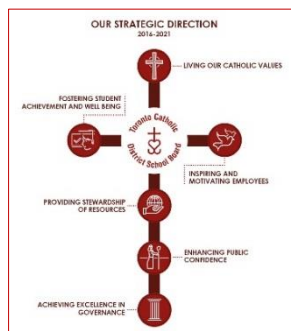 OUR STRATEGIC DIRECTION
2016-2021
LIVING OUR CATHOLIC VALUES
FOSTERING STUDENT
ACHIEVEMENT AND WELL BEING
Toronto Catholic
District School Board
INSPIRING AND
MOTIVATING EMPLOYEES
PROVIDING STEWARDSHIP
OF RESOURCES
ENHANCING PUBLIC
CONFIDENCE
ACHIEVING EXCELLENCE IN
GOVERNANCE